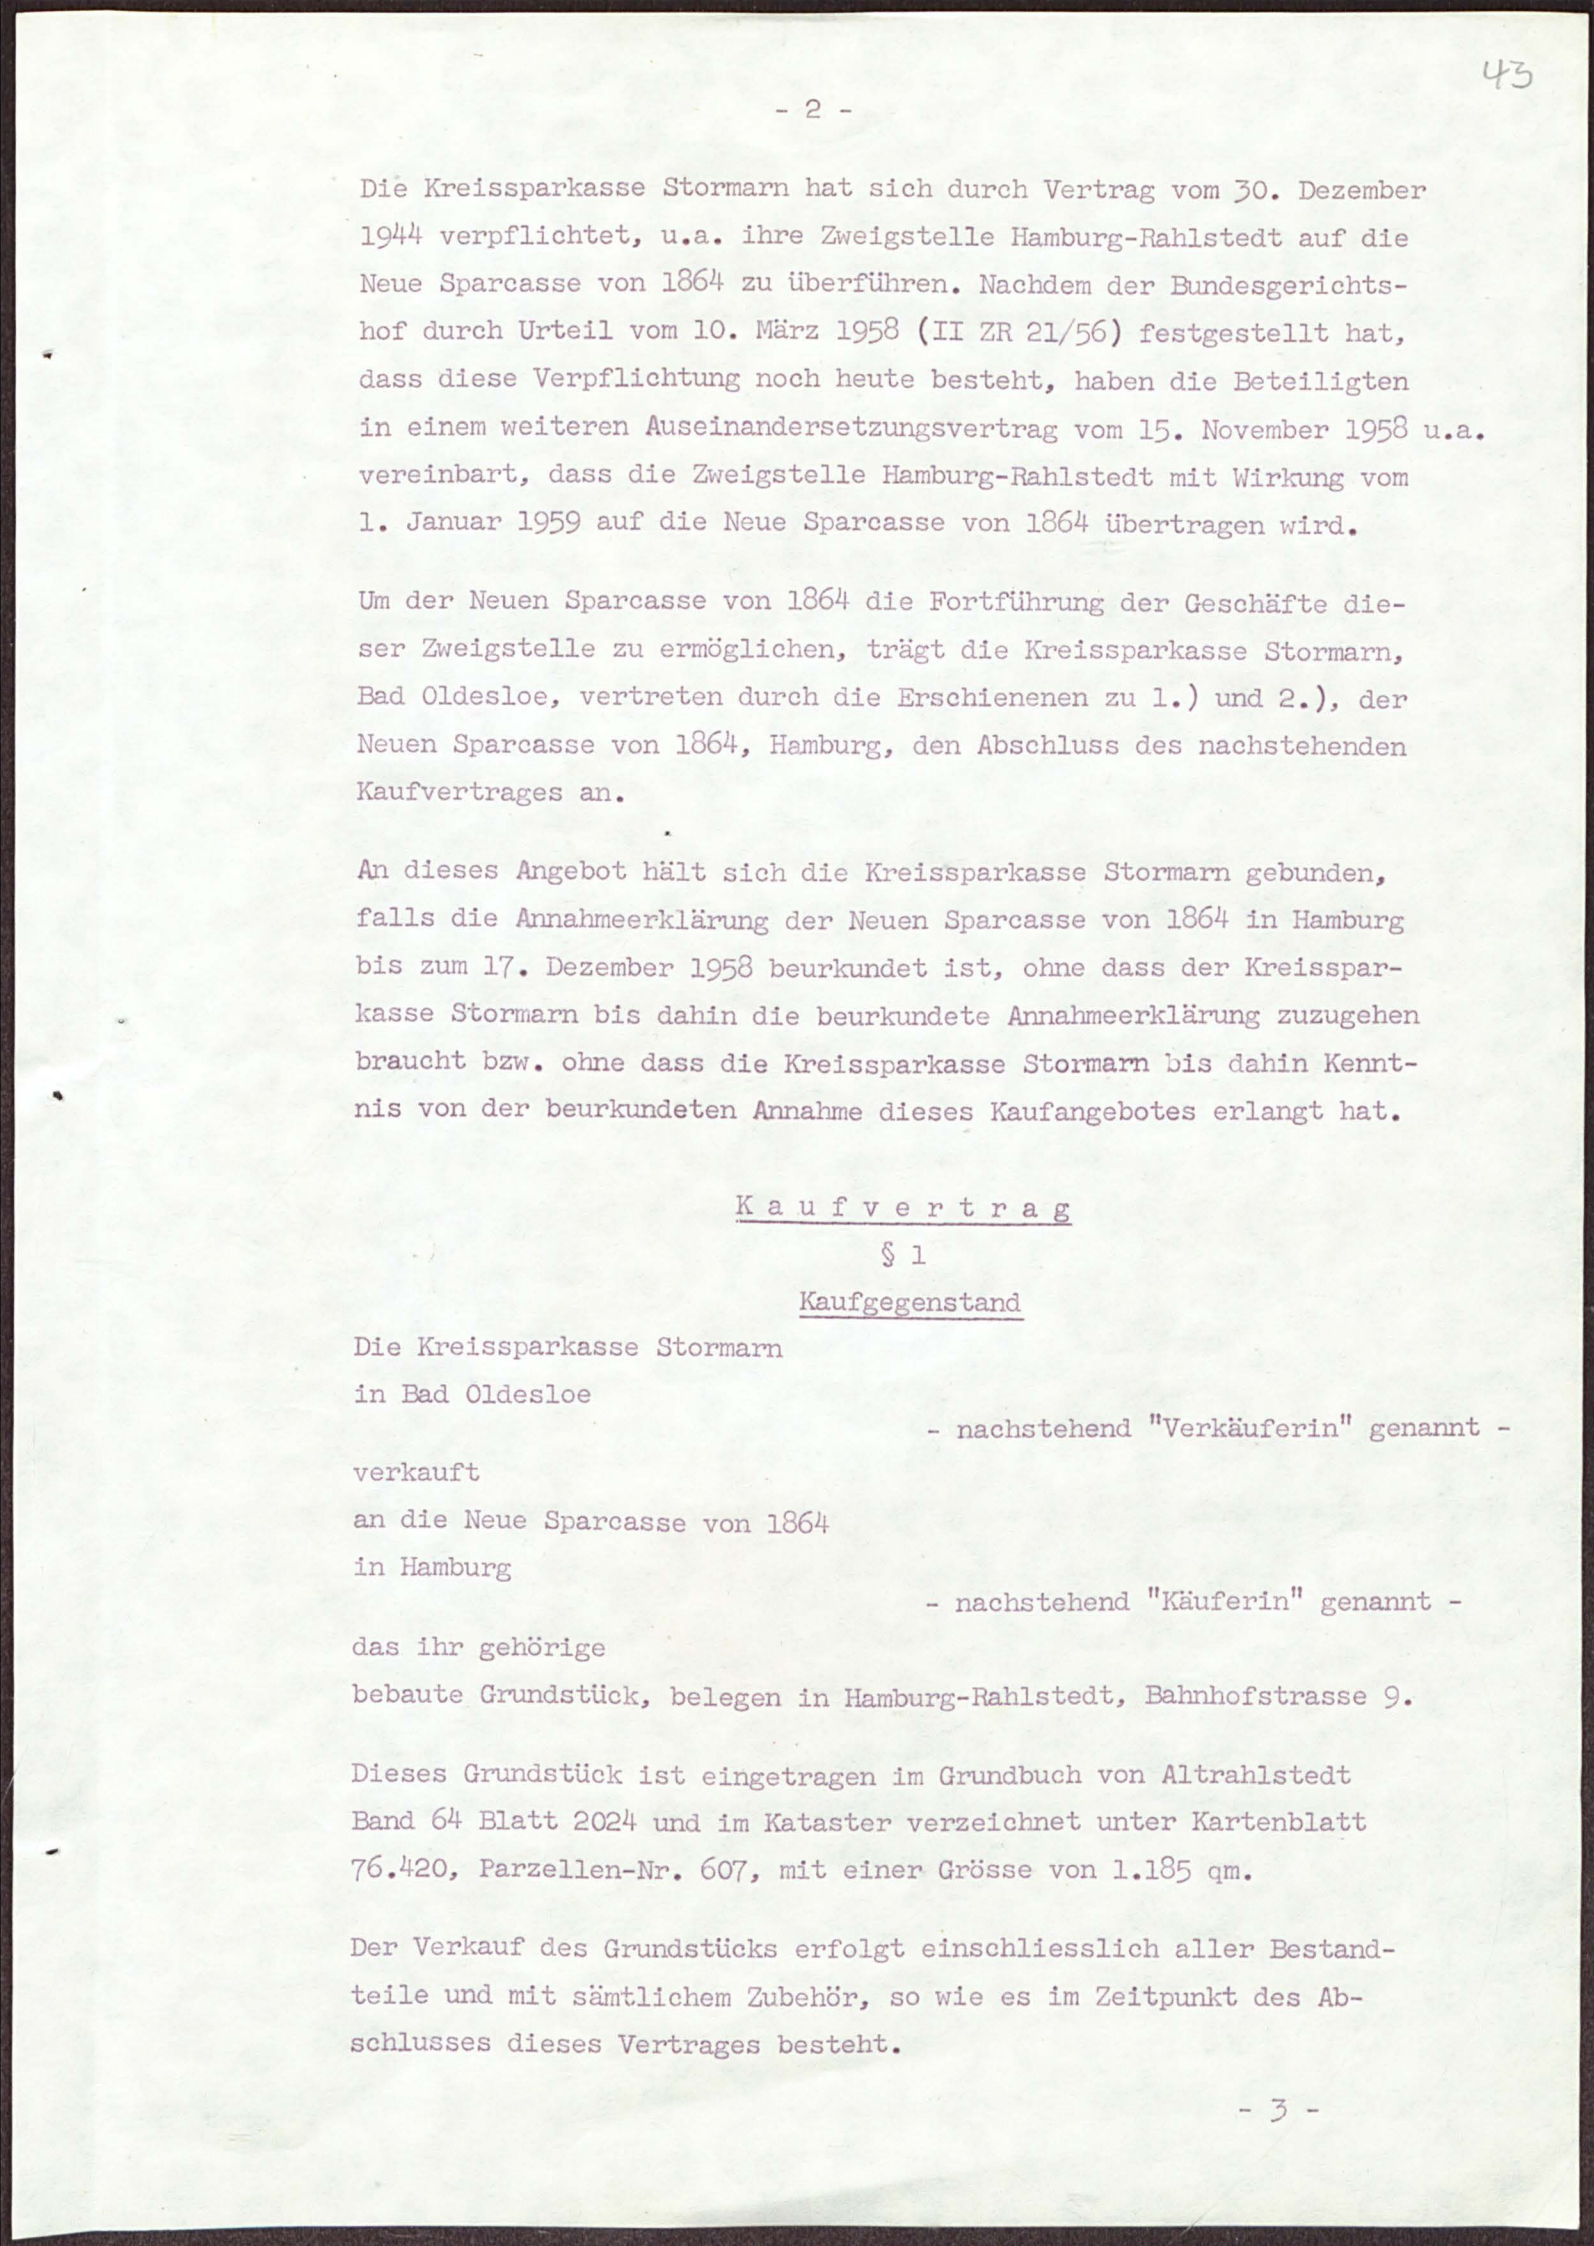 43
- 2 -
Die Kreissparkasse Stormarn hat sich durch Vertrag vom 30. Dezember
1944 verpflichtet, u.a. ihre Zweigstelle Hamburg-Rahlstedt auf die
Neue Sparcasse von 1864 zu überführen. Nachdem der Bundesgerichts-
hof durch Urteil vom 10. März 1958 (II ZR 21/56) festgestellt hat,
dass diese Verpflichtung noch heute besteht, haben die Beteiligten
in einem weiteren Auseinandersetzungsvertrag vom 15. November 1958 u.a.
vereinbart, dass die Zweigstelle Hamburg-Rahlstedt mit Wirkung vom
1. Januar 1959 auf die Neue Sparcasse von 1864 übertragen wird.
Um der Neuen Sparcasse von 1864 die Fortführung der Geschäfte die-
ser Zweigstelle zu ermöglichen, trägt die Kreissparkasse Stormarn,
Bad Oldesloe, vertreten durch die Erschienenen zu 1.) und 2.), der
Neuen Sparcasse von 1864, Hamburg, den Abschluss des nachstehenden
Kaufvertrages an.
An dieses Angebot hält sich die Kreissparkasse Stormarn gebunden,
falls die Annahmeerklärung der Neuen Sparcasse von 1864 in Hamburg
bis zum 17. Dezember 1958 beurkundet ist, ohne dass der Kreisspar-
kasse Stormarn bis dahin die beurkundete Annahmeerklärung zuzugehen
braucht bzw. ohne dass die Kreissparkasse Stormarn bis dahin Kennt-
nis von der beurkundeten Annahme dieses Kaufangebotes erlangt hat.
K a u f v e r t r a g
§ 1
Kaufgegenstand
Die Kreissparkasse Stormarn
in Bad Oldesloe
- nachstehend "Verkäuferin" genannt -
verkauft
an die Neue Sparcasse von 1864
in Hamburg
- nachstehend "Käuferin" genannt -
das ihr gehörige
bebaute Grundstück, belegen in Hamburg-Rahlstedt, Bahnhofstrasse 9.
Dieses Grundstück ist eingetragen im Grundbuch von Altrahlstedt
Band 64 Blatt 2024 und im Kataster verzeichnet unter Kartenblatt
76.420, Parzellen-Nr. 607, mit einer Grösse von 1.185 qm.
Der Verkauf des Grundstücks erfolgt einschliesslich aller Bestand-
teile und mit sämtlichem Zubehör, so wie es im Zeitpunkt des Ab-
schlusses dieses Vertrages besteht.
- 3 -